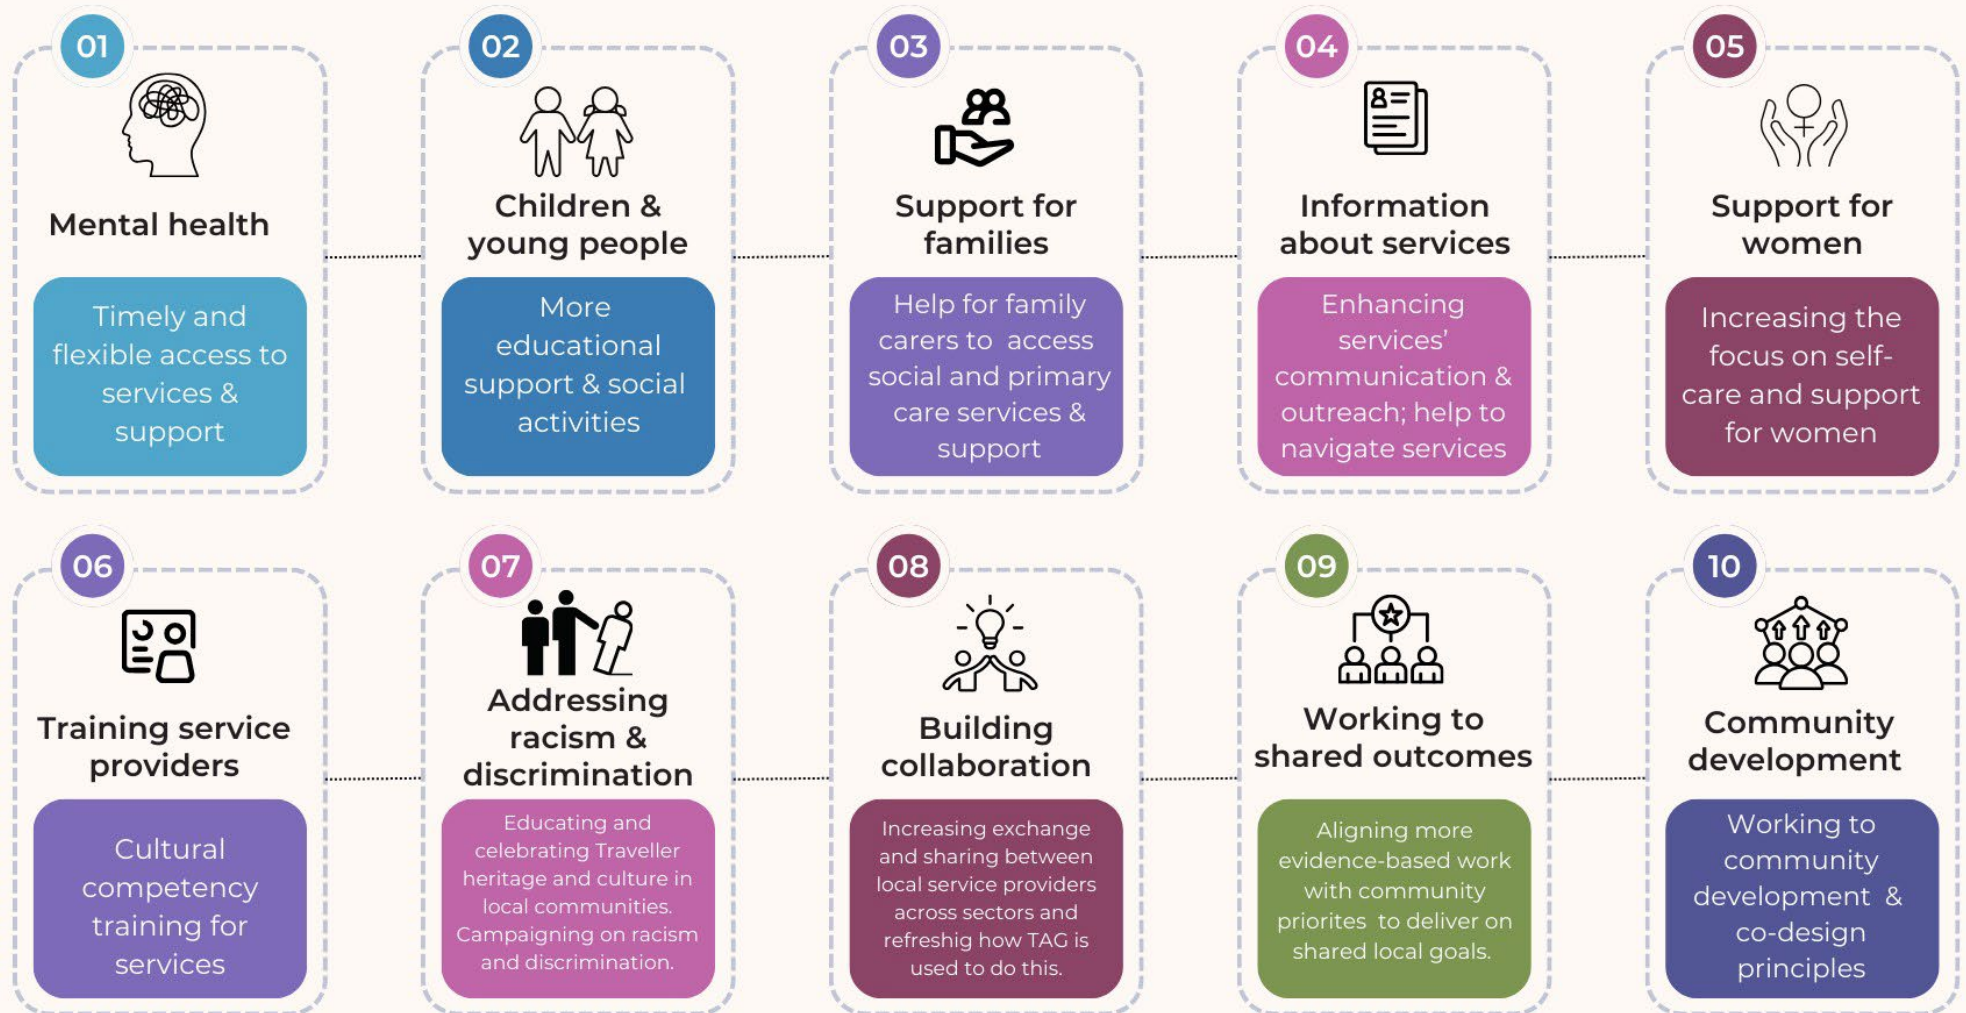 01
Mental health
Timely and
flexible access to
services &
support
02
Children &
young people
More
educational
support & social
activities
03
Support for
families
Help for family
carers to access
social and primary
care services &
support
04
Information
about services
Enhancing
services’
communication &
outreach; help to
navigate services
05
Support for
women
Increasing the
focus on self-
care and support
for women
06
Training service
providers
Cultural
competency
training for
services
07
Addressing
racism &
discrimination
Educating and
celebrating Traveller
heritage and culture in
local communities.
Campaigning on racism
and discrimination.
08
Building
collaboration
Increasing exchange
and sharing between
local service providers
across sectors and
refreshig how TAG is
used to do this.
09
Working to
shared outcomes
Aligning more
evidence-based work
with community
priorites to deliver on
shared local goals.
10
Community
development
Working to
community
development &
co-design
principles